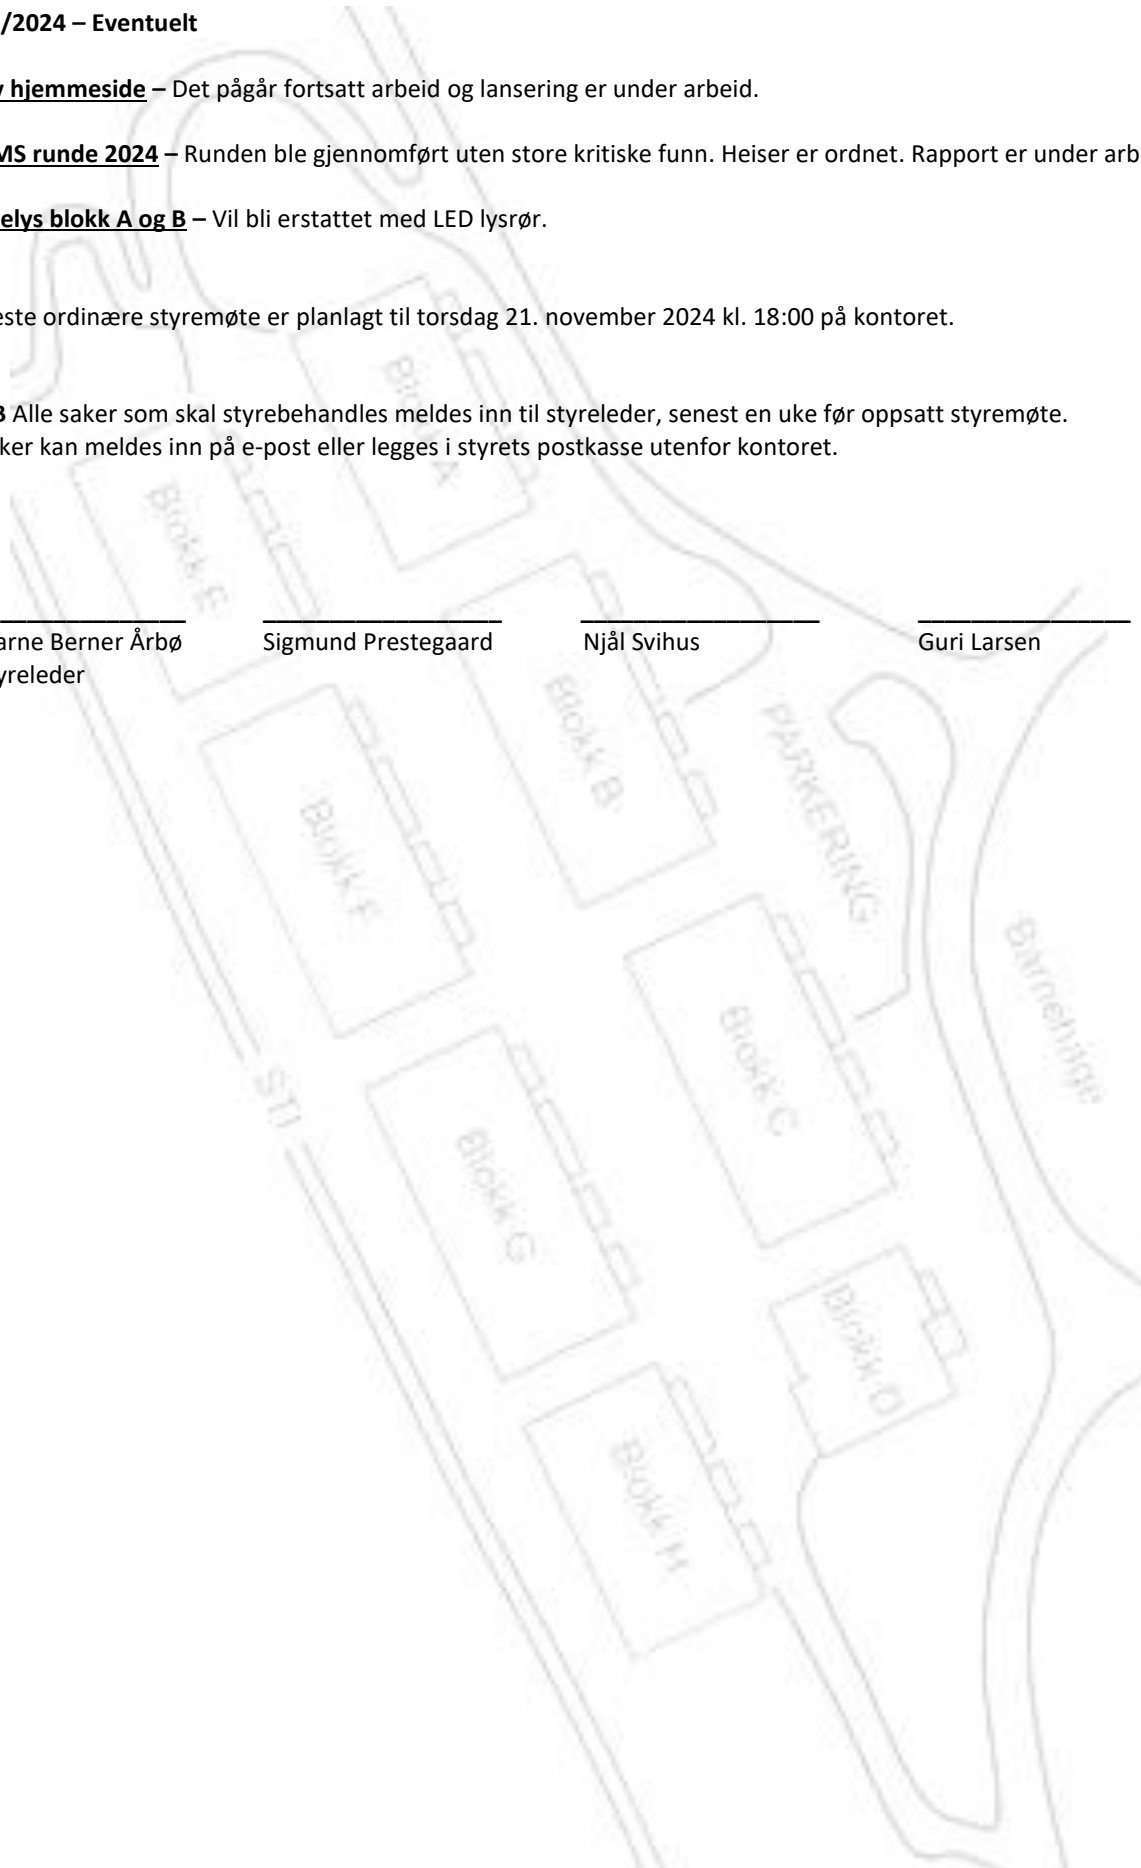 /2024 – Eventuelt
hjemmeside – Det pågår fortsatt arbeid og lansering er under arbeid.
MS runde 2024 – Runden ble gjennomført uten store kritiske funn. Heiser er ordnet. Rapport er under arb
elys blokk A og B – Vil bli erstattet med LED lysrør.
este ordinære styremøte er planlagt til torsdag 21. november 2024 kl. 18:00 på kontoret.
Alle saker som skal styrebehandles meldes inn til styreleder, senest en uke før oppsatt styremøte.
ker kan meldes inn på e-post eller legges i styrets postkasse utenfor kontoret.
arne Berner Årbø Sigmund Prestegaard Njål Svihus Guri Larsen
yreleder
Blokk A
Blokk E
Blokk B
PARKERING
Blokk F
Barnehage
Blokk C
STI
Blokk G
Blokk D
Blokk H